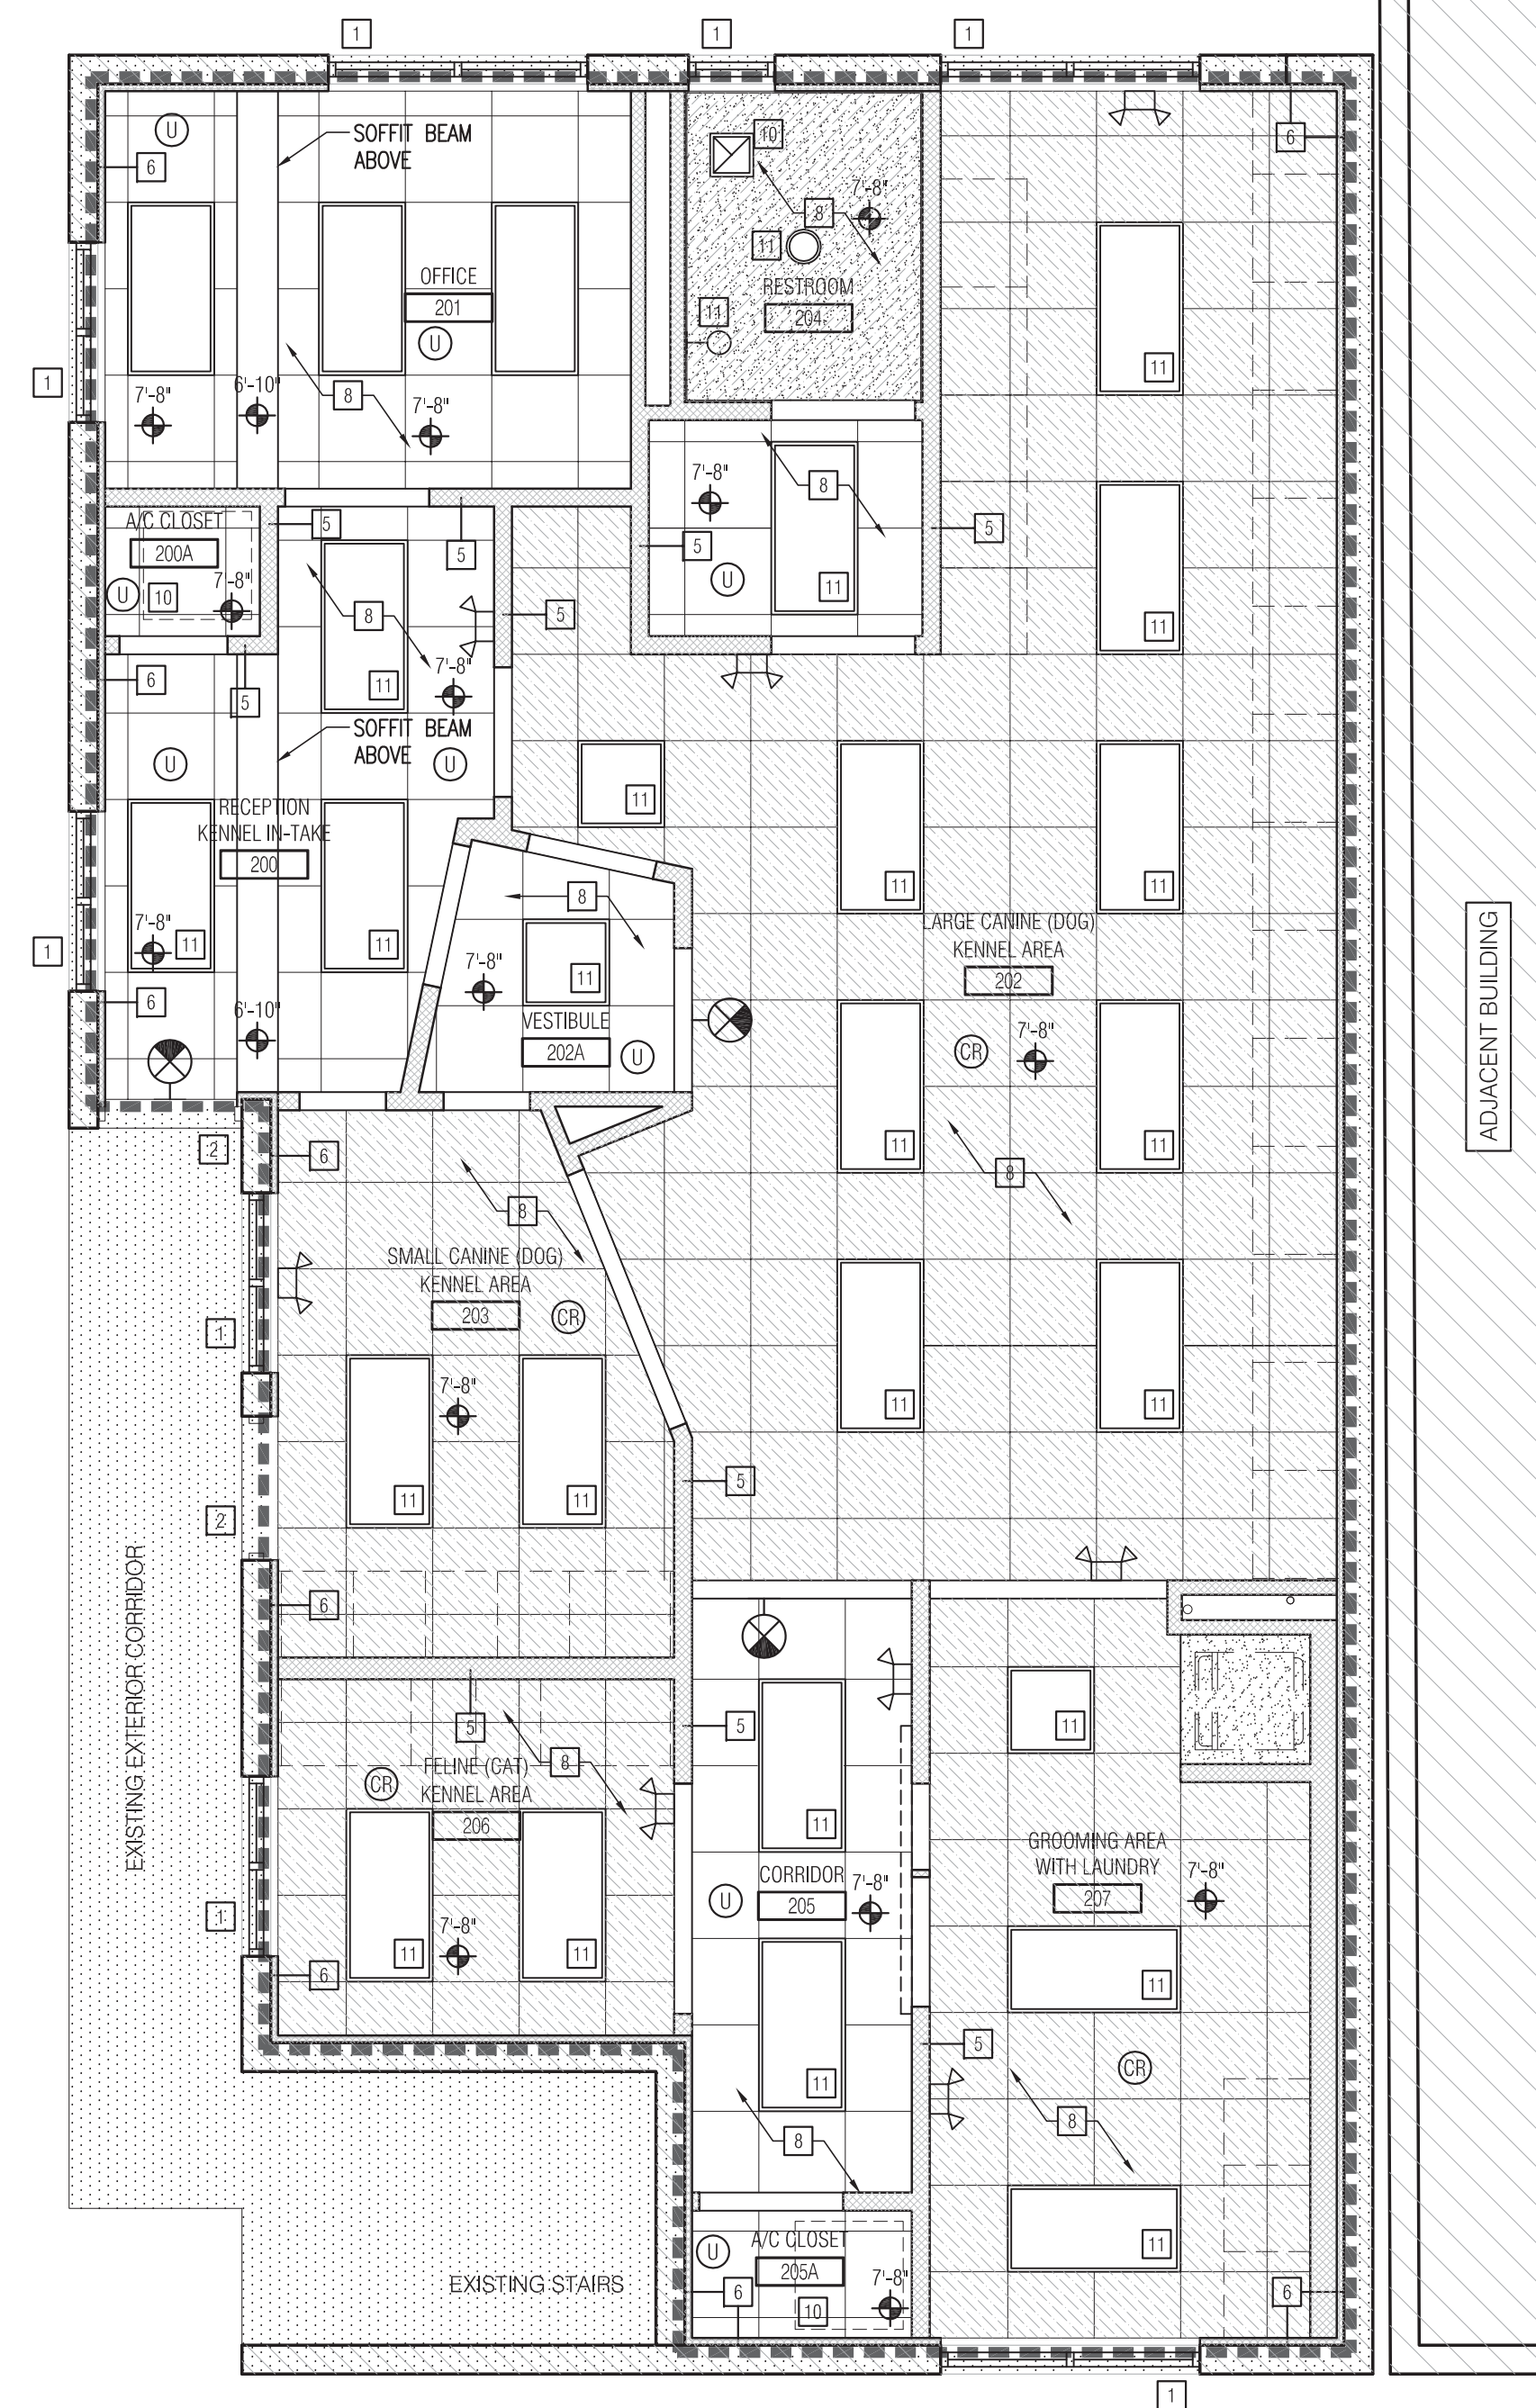 1
1
1
U
SOFFIT BEAM
ABOVE
6
10
6
7'-8"
8
11
OFFICE
201
U
RESTROOM
204
11
11
1
7'-8"
6'-10"
8
7'-8"
7'-8"
8
A/C CLOSET
200A
5
5
5
5
11
U
U
10
7'-8"
8
5
11
6
5
11
7'-8"
SOFFIT BEAM
ABOVE
U
U
11
RECEPTION
KENNEL IN-TAKE
200
11
11
8
7'-8"
11
11
LARGE CANINE (DOG)
KENNEL AREA
202
ADJACENT BUILDING
1
6
6'-10"
7'-8"
11
VESTIBULE
202A
U
CR
7'-8"
2
6
11
11
8
8
SMALL CANINE (DOG)
KENNEL AREA
203
CR
1
7'-8"
11
11
11
11
5
2
6
EXISTING EXTERIOR CORRIDOR
5
5
11
FELINE (CAT)
KENNEL AREA
206
CR
8
11
GROOMING AREA
WITH LAUNDRY
207
7'-8"
CORRIDOR
205
7'-8"
U
1
7'-8"
11
11
6
11
5
CR
11
8
8
A/C CLOSET
205A
U
11
EXISTING STAIRS
6
10
7'-8"
6
1